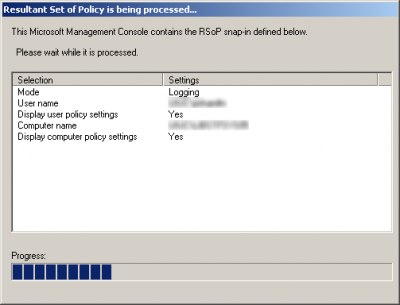 Resultant Set of Policy is being processed...
This Microsoft Management Console contains the RSoP snap-in defined below.
Please wait while it is processed.
Selection Settings
Mode Logging
User name
Display user policy settings Yes
Computer name
Display computer policy settings Yes
Progress: